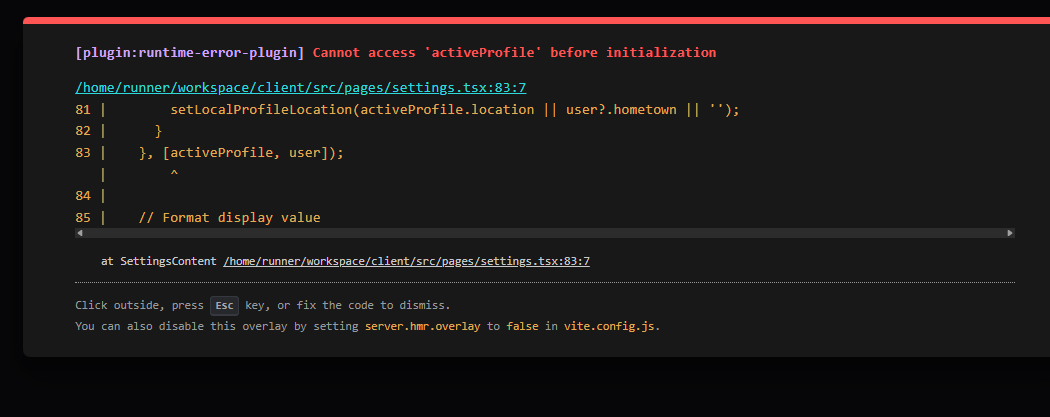 [plugin:runtime-error-plugin] Cannot access 'activeProfile' before initialization
/home/runner/workspace/client/src/pages/settings.tsx:83:7
81 |        setLocalProfileLocation(activeProfile.location || user?.hometown || '');
82 |      }
83 |    }, [activeProfile, user]);
   |        ^
84 |
85 |    // Format display value
at SettingsContent /home/runner/workspace/client/src/pages/settings.tsx:83:7
Click outside, press Esc key, or fix the code to dismiss.
You can also disable this overlay by setting server.hmr.overlay to false in vite.config.js.